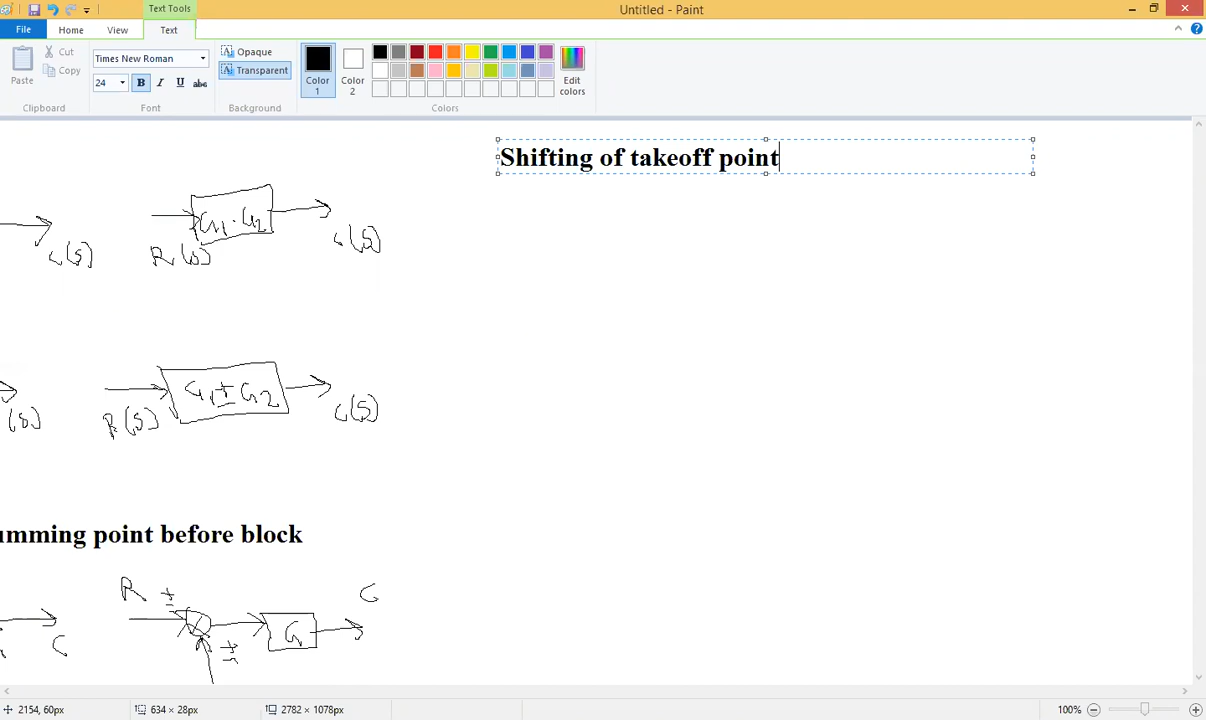 Text Tools
Untitled - Paint
File
Home
View
Text
Paste
Cut
Copy
Clipboard
Times New Roman
24
B I U abc
Font
Opaque
Transparent
Background
Color 1
Color 2
Edit colors
Colors
Shifting of takeoff point
G1 · G2
C(S)
R(S)
C(S)
G1 ± G2
(S)
R(S)
C(S)
umming point before block
R ±
C
G
C
±
2154, 60px
634 × 28px
2782 × 1078px
100%